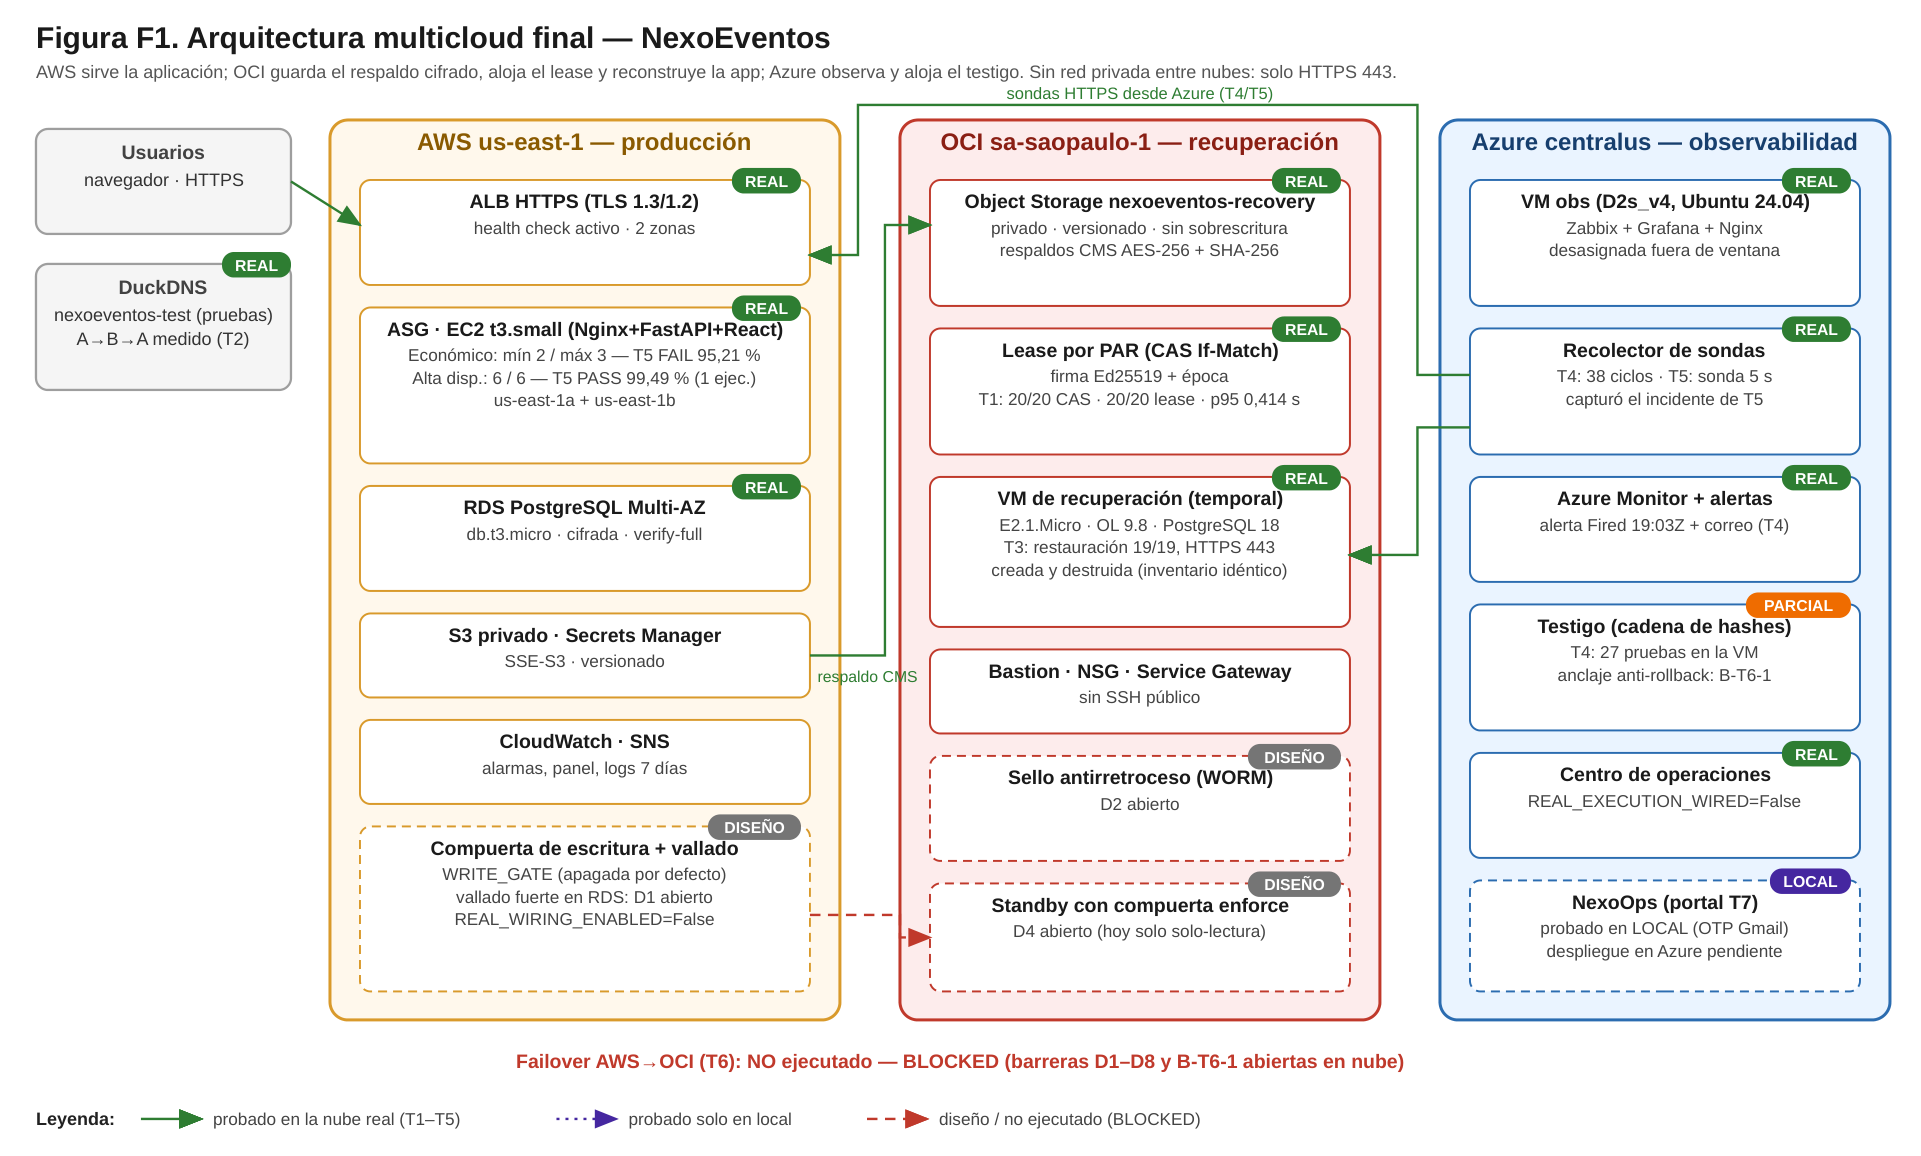 Figura F1. Arquitectura multicloud final — NexoEventos
AWS sirve la aplicación; OCI guarda el respaldo cifrado, aloja el lease y reconstruye la app; Azure observa y aloja el testigo. Sin red privada entre nubes: solo HTTPS 443.
sondas HTTPS desde Azure (T4/T5)
Usuarios
navegador · HTTPS
REAL
DuckDNS
nexoeventos-test (pruebas)
A→B→A medido (T2)
AWS us-east-1 — producción
REAL
ALB HTTPS (TLS 1.3/1.2)
health check activo · 2 zonas
REAL
ASG · EC2 t3.small (Nginx+FastAPI+React)
Económico: mín 2 / máx 3 — T5 FAIL 95,21 %
Alta disp.: 6 / 6 — T5 PASS 99,49 % (1 ejec.)
us-east-1a + us-east-1b
REAL
RDS PostgreSQL Multi-AZ
db.t3.micro · cifrada · verify-full
S3 privado · Secrets Manager
SSE-S3 · versionado
respaldo CMS
CloudWatch · SNS
alarmas, panel, logs 7 días
DISEÑO
Compuerta de escritura + vallado
WRITE_GATE (apagada por defecto)
vallado fuerte en RDS: D1 abierto
REAL_WIRING_ENABLED=False
OCI sa-saopaulo-1 — recuperación
REAL
Object Storage nexoeventos-recovery
privado · versionado · sin sobrescritura
respaldos CMS AES-256 + SHA-256
REAL
Lease por PAR (CAS If-Match)
firma Ed25519 + época
T1: 20/20 CAS · 20/20 lease · p95 0,414 s
REAL
VM de recuperación (temporal)
E2.1.Micro · OL 9.8 · PostgreSQL 18
T3: restauración 19/19, HTTPS 443
creada y destruida (inventario idéntico)
Bastion · NSG · Service Gateway
sin SSH público
DISEÑO
Sello antirretroceso (WORM)
D2 abierto
DISEÑO
Standby con compuerta enforce
D4 abierto (hoy solo solo-lectura)
Azure centralus — observabilidad
REAL
VM obs (D2s_v4, Ubuntu 24.04)
Zabbix + Grafana + Nginx
desasignada fuera de ventana
REAL
Recolector de sondas
T4: 38 ciclos · T5: sonda 5 s
capturó el incidente de T5
REAL
Azure Monitor + alertas
alerta Fired 19:03Z + correo (T4)
PARCIAL
Testigo (cadena de hashes)
T4: 27 pruebas en la VM
anclaje anti-rollback: B-T6-1
REAL
Centro de operaciones
REAL_EXECUTION_WIRED=False
LOCAL
NexoOps (portal T7)
probado en LOCAL (OTP Gmail)
despliegue en Azure pendiente
Failover AWS→OCI (T6): NO ejecutado — BLOCKED (barreras D1–D8 y B-T6-1 abiertas en nube)
Leyenda:
probado en la nube real (T1–T5)
probado solo en local
diseño / no ejecutado (BLOCKED)